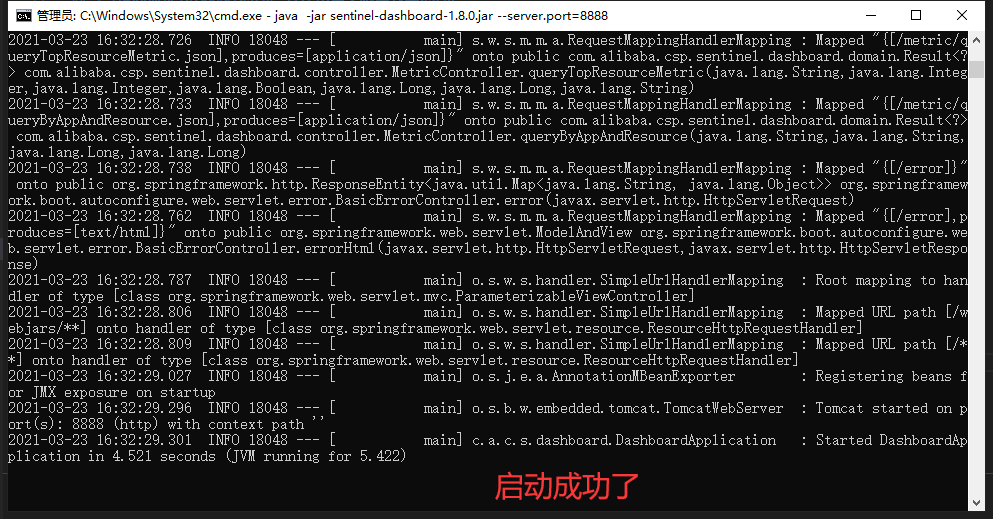 管理员: C:\Windows\System32\cmd.exe - java  -jar sentinel-dashboard-1.8.0.jar --server.port=8888
2021-03-23 16:32:28.726  INFO 18048 --- [           main] s.w.s.m.m.a.RequestMappingHandlerMapping : Mapped "{[/metric/q
ueryTopResourceMetric.json],produces=[application/json]}" onto public com.alibaba.csp.sentinel.dashboard.domain.Result<?
> com.alibaba.csp.sentinel.dashboard.controller.MetricController.queryTopResourceMetric(java.lang.String,java.lang.Integ
er,java.lang.Integer,java.lang.Boolean,java.lang.Long,java.lang.Long,java.lang.String)
2021-03-23 16:32:28.733  INFO 18048 --- [           main] s.w.s.m.m.a.RequestMappingHandlerMapping : Mapped "{[/metric/q
ueryByAppAndResource.json],produces=[application/json]}" onto public com.alibaba.csp.sentinel.dashboard.domain.Result<?>
 com.alibaba.csp.sentinel.dashboard.controller.MetricController.queryByAppAndResource(java.lang.String,java.lang.String,
java.lang.Long,java.lang.Long)
2021-03-23 16:32:28.738  INFO 18048 --- [           main] s.w.s.m.m.a.RequestMappingHandlerMapping : Mapped "{[/error]}"
 onto public org.springframework.http.ResponseEntity<java.util.Map<java.lang.String, java.lang.Object>> org.springframew
ork.boot.autoconfigure.web.servlet.error.BasicErrorController.error(javax.servlet.http.HttpServletRequest)
2021-03-23 16:32:28.762  INFO 18048 --- [           main] s.w.s.m.m.a.RequestMappingHandlerMapping : Mapped "{[/error],p
roduces=[text/html]}" onto public org.springframework.web.servlet.ModelAndView org.springframework.boot.autoconfigure.we
b.servlet.error.BasicErrorController.errorHtml(javax.servlet.http.HttpServletRequest,javax.servlet.http.HttpServletRespo
nse)
2021-03-23 16:32:28.787  INFO 18048 --- [           main] o.s.w.s.handler.SimpleUrlHandlerMapping  : Root mapping to han
dler of type [class org.springframework.web.servlet.mvc.ParameterizableViewController]
2021-03-23 16:32:28.806  INFO 18048 --- [           main] o.s.w.s.handler.SimpleUrlHandlerMapping  : Mapped URL path [/w
ebjars/**] onto handler of type [class org.springframework.web.servlet.resource.ResourceHttpRequestHandler]
2021-03-23 16:32:28.809  INFO 18048 --- [           main] o.s.w.s.handler.SimpleUrlHandlerMapping  : Mapped URL path [/*
*] onto handler of type [class org.springframework.web.servlet.resource.ResourceHttpRequestHandler]
2021-03-23 16:32:29.027  INFO 18048 --- [           main] o.s.j.e.a.AnnotationMBeanExporter        : Registering beans f
or JMX exposure on startup
2021-03-23 16:32:29.296  INFO 18048 --- [           main] o.s.b.w.embedded.tomcat.TomcatWebServer  : Tomcat started on p
ort(s): 8888 (http) with context path ''
2021-03-23 16:32:29.301  INFO 18048 --- [           main] c.a.c.s.dashboard.DashboardApplication   : Started DashboardAp
plication in 4.521 seconds (JVM running for 5.422)
启动成功了